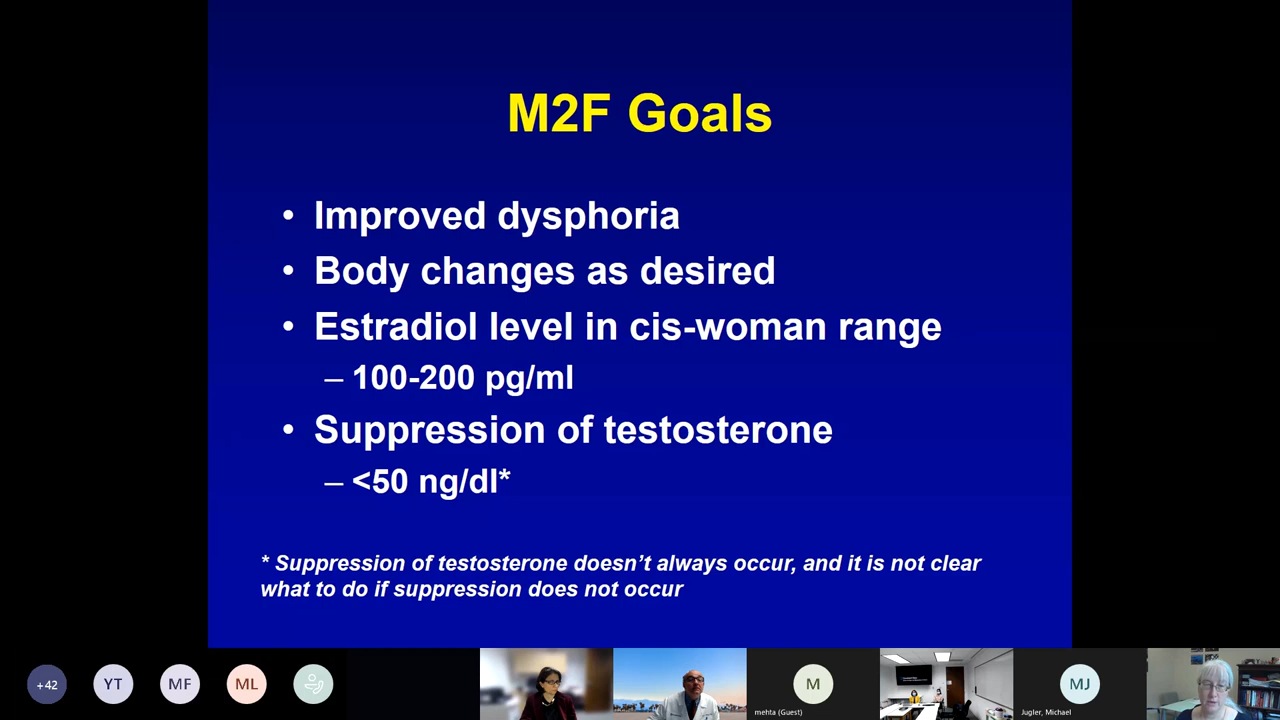 M2F Goals
• Improved dysphoria
• Body changes as desired
• Estradiol level in cis-woman range
– 100-200 pg/ml
• Suppression of testosterone
– <50 ng/dl*
* Suppression of testosterone doesn't always occur, and it is not clear
what to do if suppression does not occur
+42
YT
MF
ML
M
mehta (Guest)
MJ
Jugler, Michael